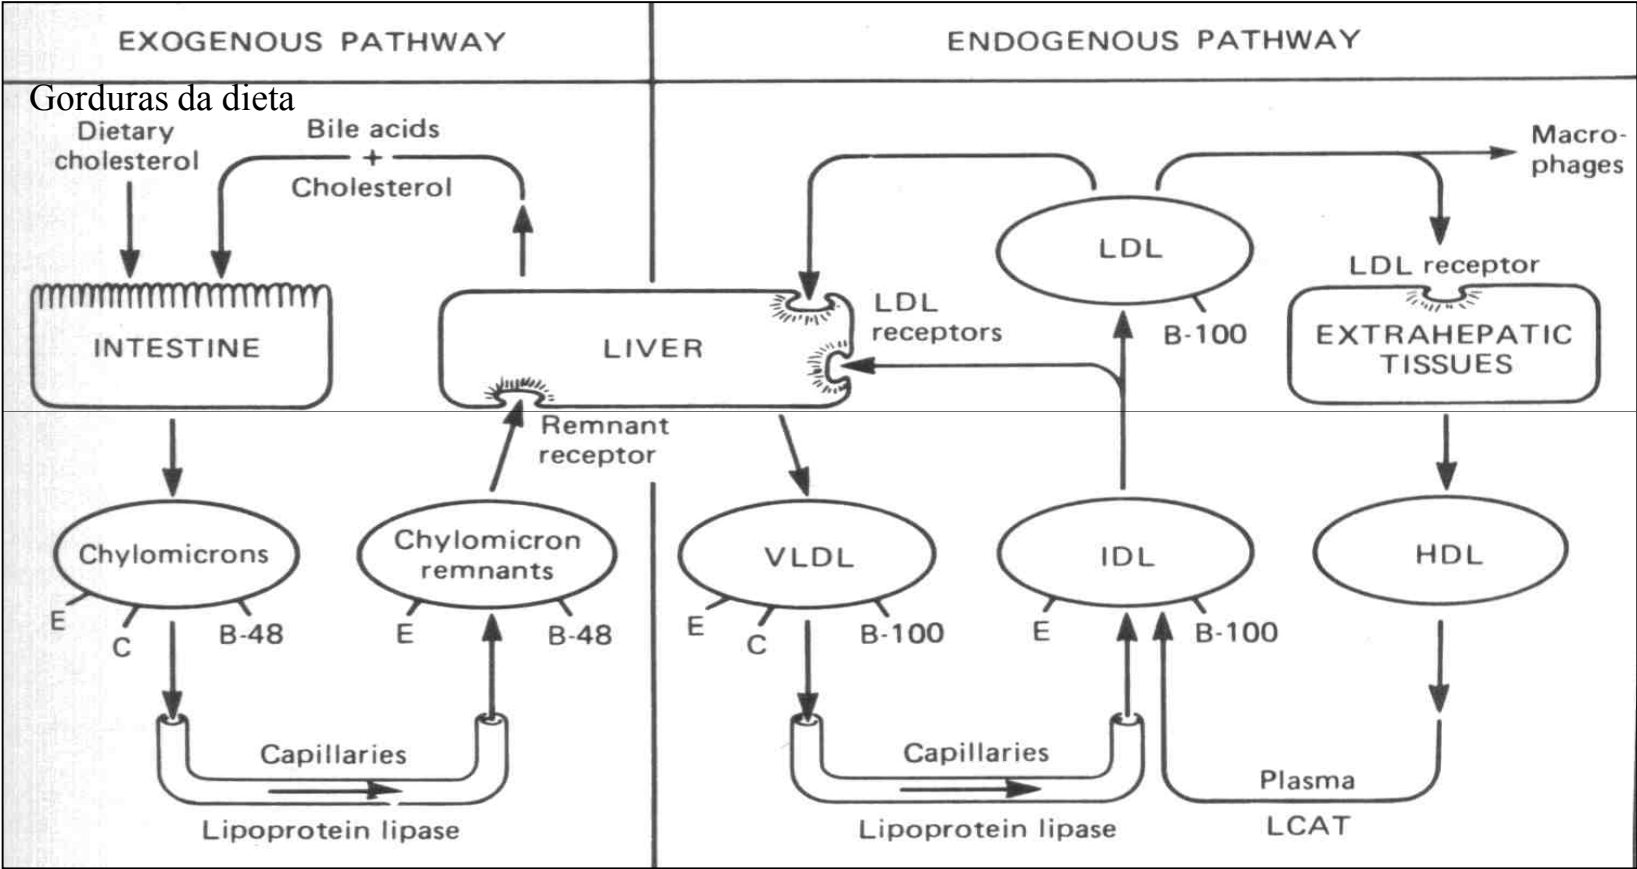 EXOGENOUS PATHWAY
ENDOGENOUS PATHWAY
Gorduras da dieta
Dietary
cholesterol
Bile acids
+
Cholesterol
Macro-
phages
LDL
B-100
LDL receptor
LDL
receptors
INTESTINE
LIVER
EXTRAHEPATIC
TISSUES
Remnant
receptor
Chylomicrons
E
C
B-48
Chylomicron
remnants
E
B-48
VLDL
E
C
B-100
IDL
E
B-100
HDL
Capillaries
Lipoprotein lipase
Capillaries
Lipoprotein lipase
Plasma
LCAT